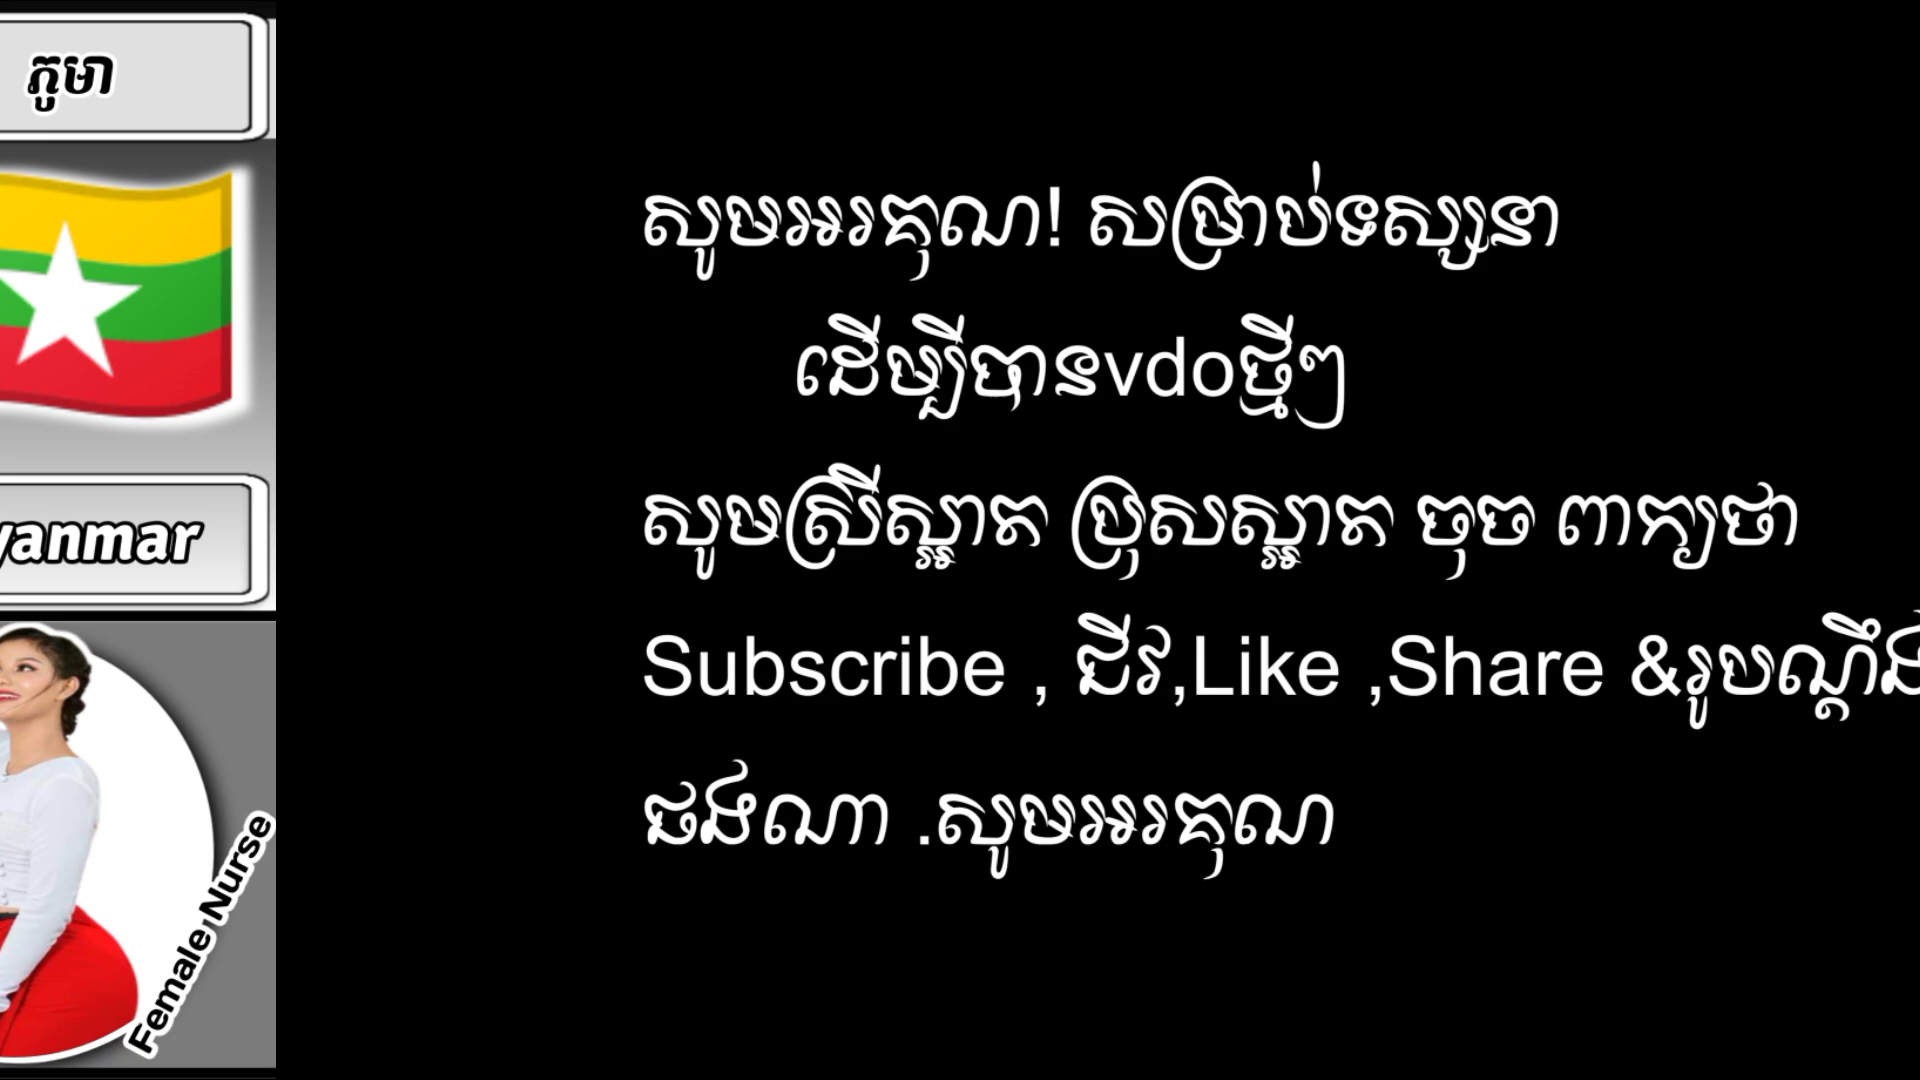 ភូមា
yanmar
Female Nurse
សូមអរគុណ! សម្រាប់ទស្សនា
ដើម្បីបានvdoថ្មីៗ
សូមស្រីស្អាត ប្រុសស្អាត ចុច ពាក្យថា
Subscribe , ជីវ,Like ,Share &រូបណ្ដឹង
ផងណា .សូមអរគុណ